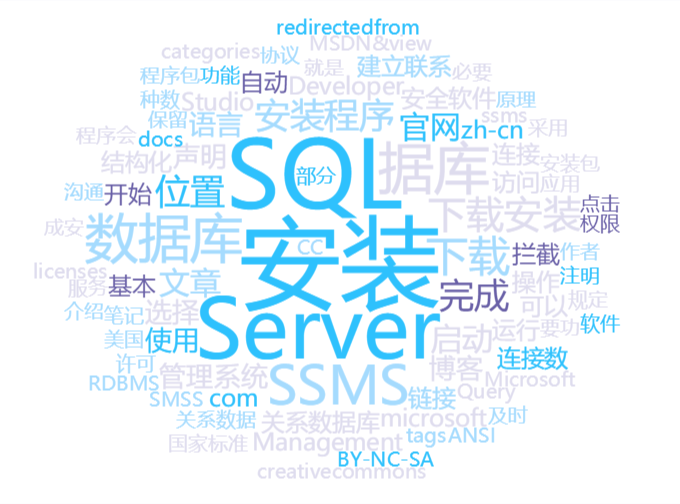 redirectedfrom
categories 协议 MSDN&view
程序包 功能 自动 就是 建立联系 必要
种数 Studio Developer 安全软件 原理
保留 语言 安装程序 官网 zh-cn ssms 采用
docs
程序会 结构化 声明 SQL 部分 据库 连接 安装包
沟通 开始 位置 下载安装 访问 应用 点击
权限
成安 数据库 安装 CC 下载 拦截 作者
licenses 服务 基本 文章 完成 操作 注明
介绍 笔记 选择 Server 可以 规定
美国 使用 启动 运行 要功 软件
许可 管理系统 SSMS 博客 连接数
RDBMS SMSS com 链接 Query Microsoft
关系数据 关系数据库 microsoft 及时
国家标准 Management tags ANSI
BY-NC-SA
creativecommons